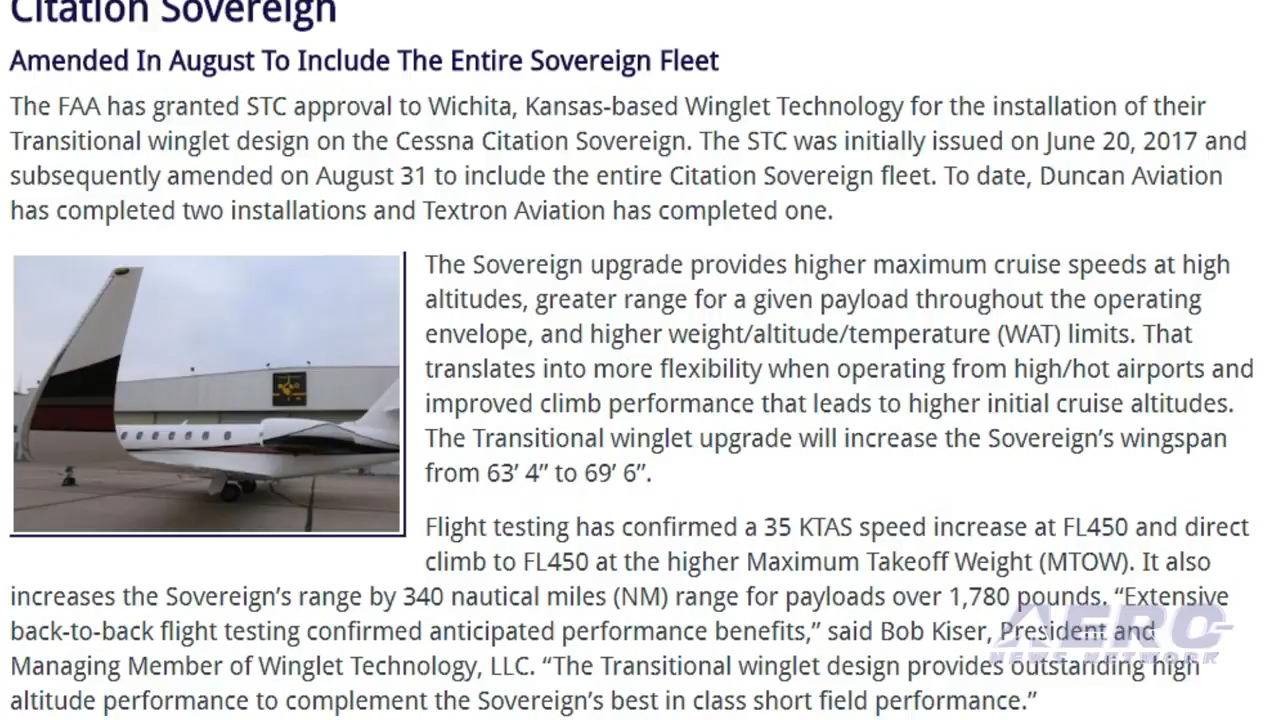 Citation Sovereign
Amended In August To Include The Entire Sovereign Fleet
The FAA has granted STC approval to Wichita, Kansas-based Winglet Technology for the installation of their
Transitional winglet design on the Cessna Citation Sovereign. The STC was initially issued on June 20, 2017 and
subsequently amended on August 31 to include the entire Citation Sovereign fleet. To date, Duncan Aviation
has completed two installations and Textron Aviation has completed one.
The Sovereign upgrade provides higher maximum cruise speeds at high
altitudes, greater range for a given payload throughout the operating
envelope, and higher weight/altitude/temperature (WAT) limits. That
translates into more flexibility when operating from high/hot airports and
improved climb performance that leads to higher initial cruise altitudes.
The Transitional winglet upgrade will increase the Sovereign’s wingspan
from 63’ 4” to 69’ 6”.
Flight testing has confirmed a 35 KTAS speed increase at FL450 and direct
climb to FL450 at the higher Maximum Takeoff Weight (MTOW). It also
increases the Sovereign’s range by 340 nautical miles (NM) range for payloads over 1,780 pounds. “Extensive
back-to-back flight testing confirmed anticipated performance benefits,” said Bob Kiser, President and
Managing Member of Winglet Technology, LLC. “The Transitional winglet design provides outstanding high
altitude performance to complement the Sovereign’s best in class short field performance.”
AERO
NEWS NETWORK